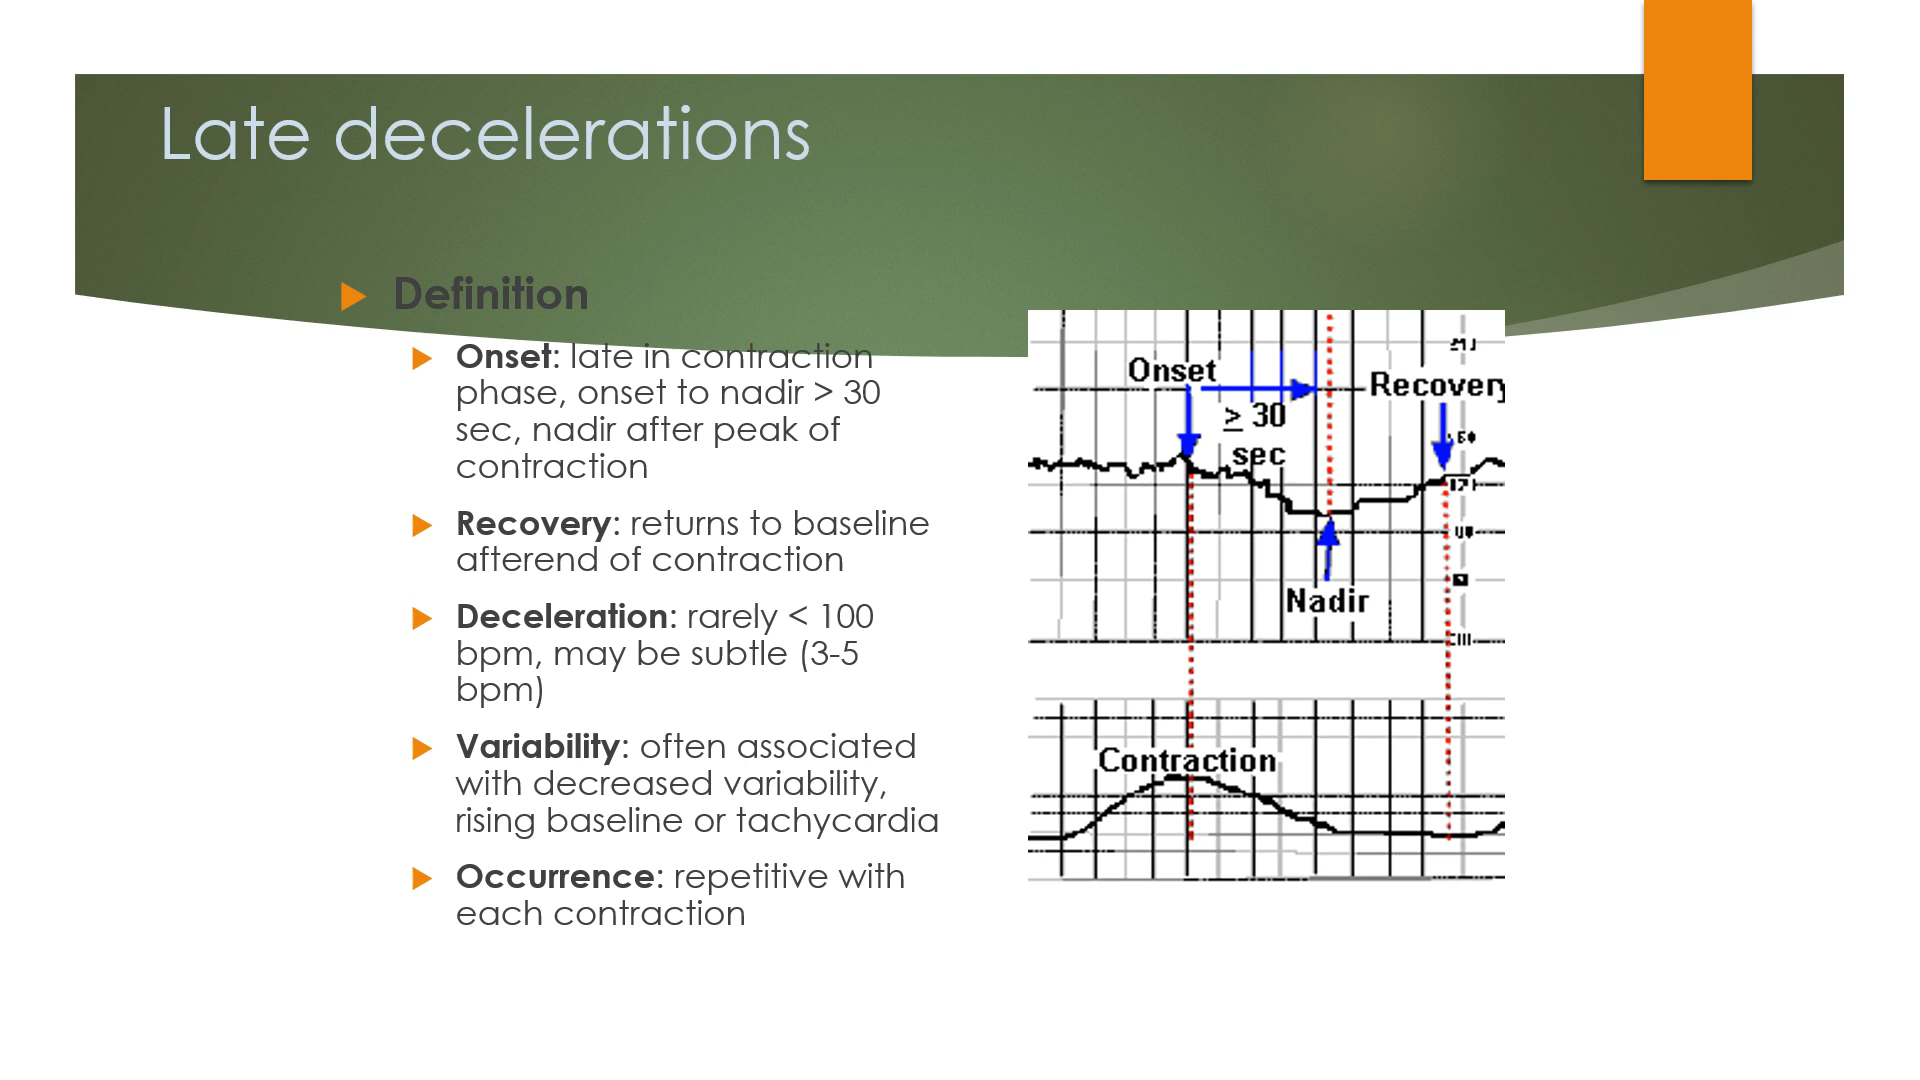 Late decelerations
Definition
Onset: late in contraction
phase, onset to nadir > 30
sec, nadir after peak of
contraction
Recovery: returns to baseline
afterend of contraction
Deceleration: rarely < 100
bpm, may be subtle (3-5
bpm)
Variability: often associated
with decreased variability,
rising baseline or tachycardia
Occurrence: repetitive with
each contraction
Onset
Recovery
≥ 30
sec
Nadir
Contraction